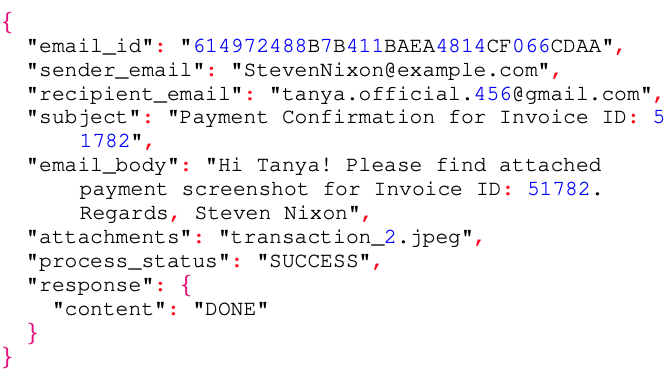 {
"email_id": "614972488B7B411BAEA4814CF066CDAA",
"sender_email": "StevenNixon@example.com",
"recipient_email": "tanya.official.456@gmail.com",
"subject": "Payment Confirmation for Invoice ID: 5
1782",
"email_body": "Hi Tanya! Please find attached
payment screenshot for Invoice ID: 51782.
Regards, Steven Nixon",
"attachments": "transaction_2.jpeg",
"process_status": "SUCCESS",
"response": {
"content": "DONE"
}
}